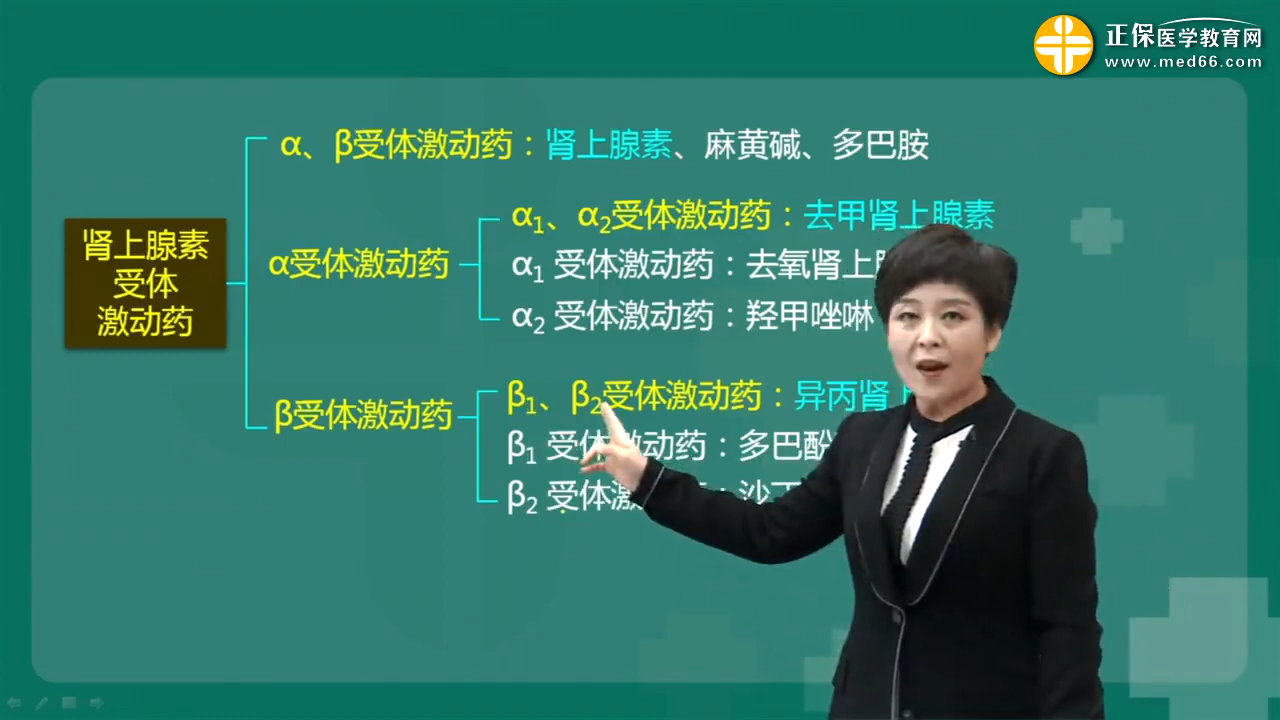 正保医学教育网
www.med66.com
α、β受体激动药：肾上腺素、麻黄碱、多巴胺
α1、α2受体激动药：去甲肾上腺素
肾上腺素
受体
激动药
α受体激动药
α1 受体激动药：去氧肾上
α2 受体激动药：羟甲唑啉
β1、β2受体激动药：异丙肾
β受体激动药
β1 受体激动药：多巴酚
β2 受体激